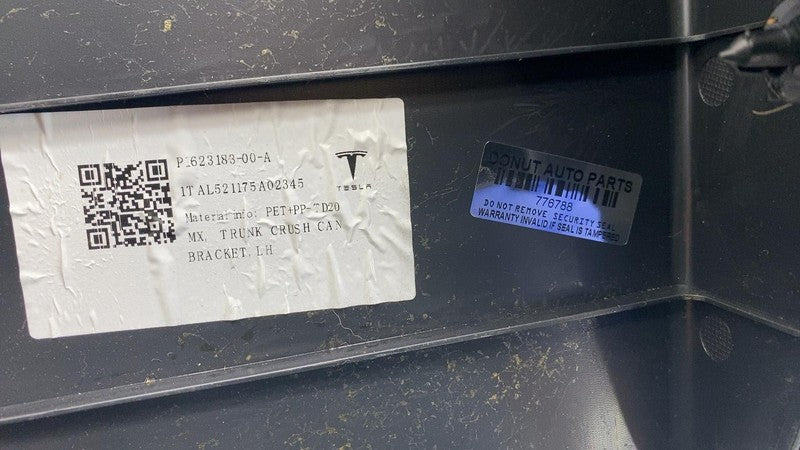 P1623183-00-A
1TAL521175A02345
TESLA
Material info: PET+PP-TD20
MX, TRUNK CRUSH CAN
BRACKET, LH
DONUT AUTO PARTS
776788
DO NOT REMOVE SECURITY SEAL
WARRANTY INVALID IF SEAL IS TAMPERED